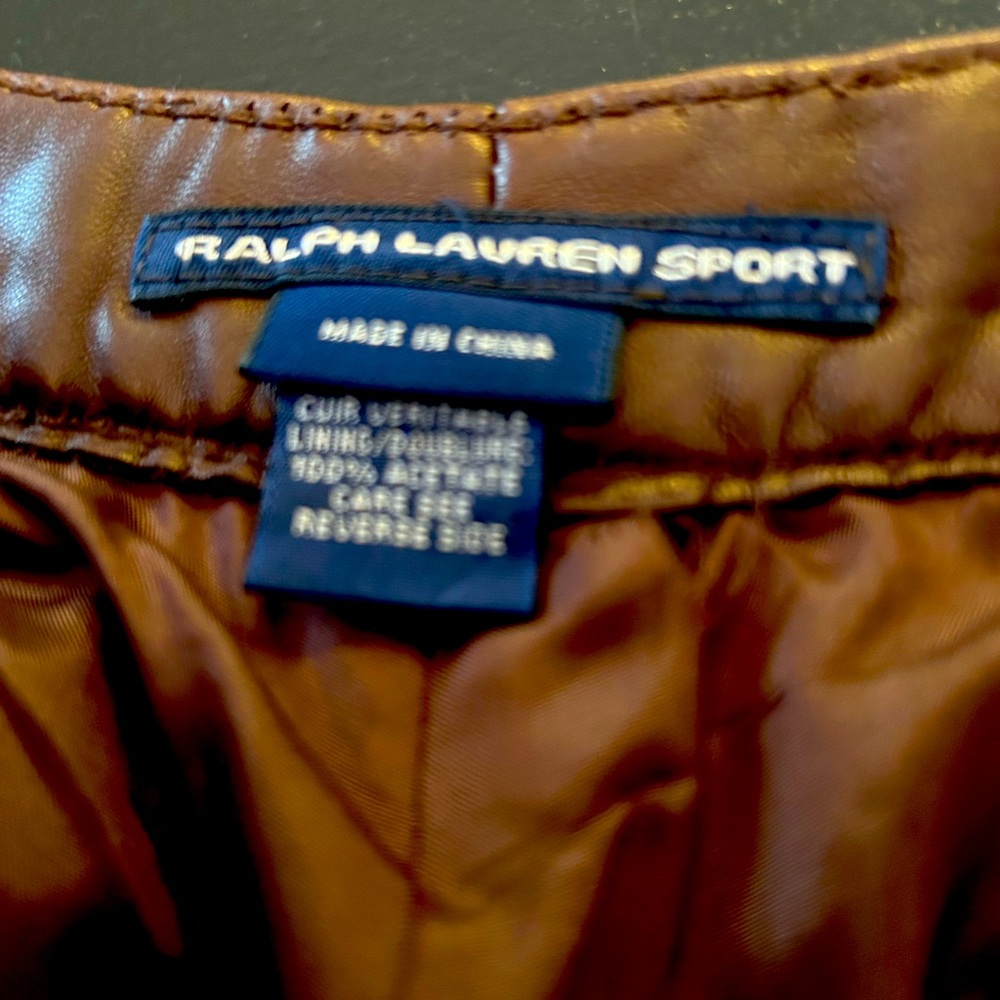 RALPH LAUREN SPORT
MADE IN CHINA
CUIR VERITABLE
LINING/DOUBLURE:
100% ACETATE
CARE SEE
REVERSE SIDE